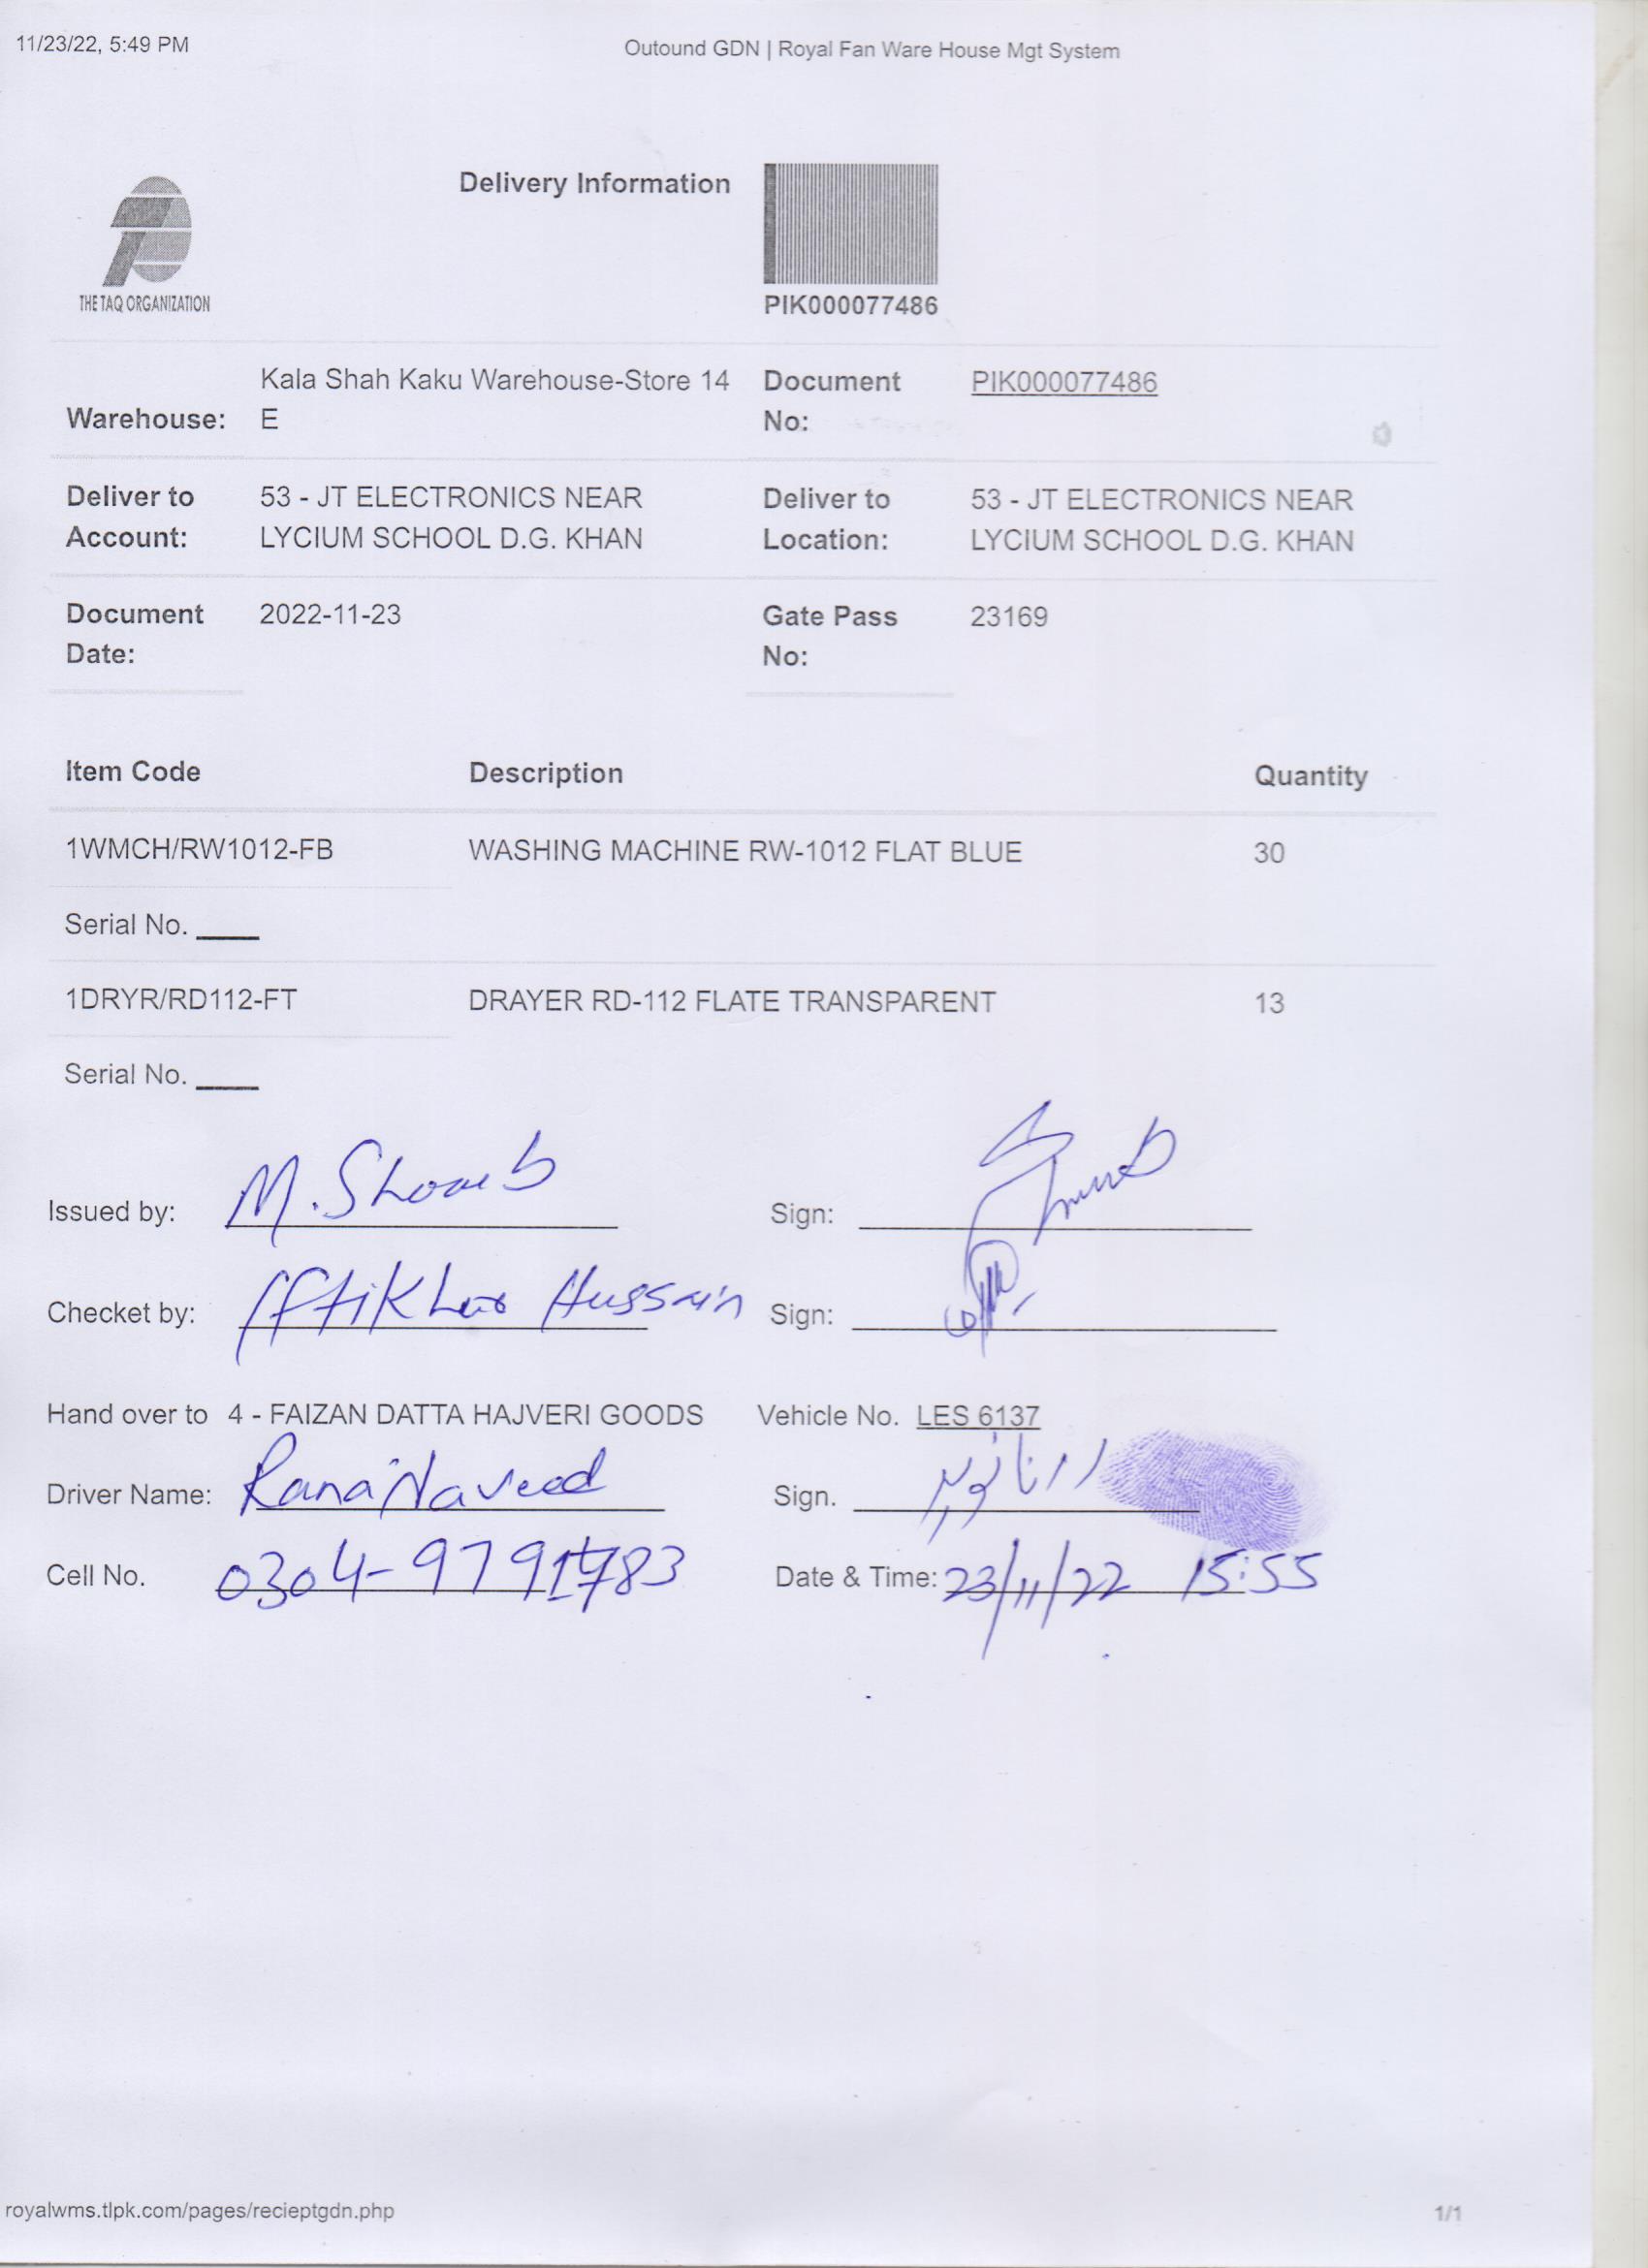 11/23/22, 5:49 PM
Outound GDN | Royal Fan Ware House Mgt System
THE TAQ ORGANIZATION
Delivery Information
PIK000077486
Warehouse: Kala Shah Kaku Warehouse-Store 14 E
Document No: PIK000077486
Deliver to Account: 53 - JT ELECTRONICS NEAR LYCIUM SCHOOL D.G. KHAN
Deliver to Location: 53 - JT ELECTRONICS NEAR LYCIUM SCHOOL D.G. KHAN
Document Date: 2022-11-23
Gate Pass No: 23169
Item Code Description Quantity
1WMCH/RW1012-FB WASHING MACHINE RW-1012 FLAT BLUE 30
Serial No. ____
1DRYR/RD112-FT DRAYER RD-112 FLATE TRANSPARENT 13
Serial No. ____
Issued by: M. Shoaib Sign:
Checket by: Iftikhar Hussain Sign:
Hand over to 4 - FAIZAN DATTA HAJVERI GOODS Vehicle No. LES 6137
Driver Name: Rana Naveed Sign. رانا نوید
Cell No. 0304-979 83 Date & Time: 23/11/22 15:55
royalwms.tlpk.com/pages/recieptgdn.php
1/1